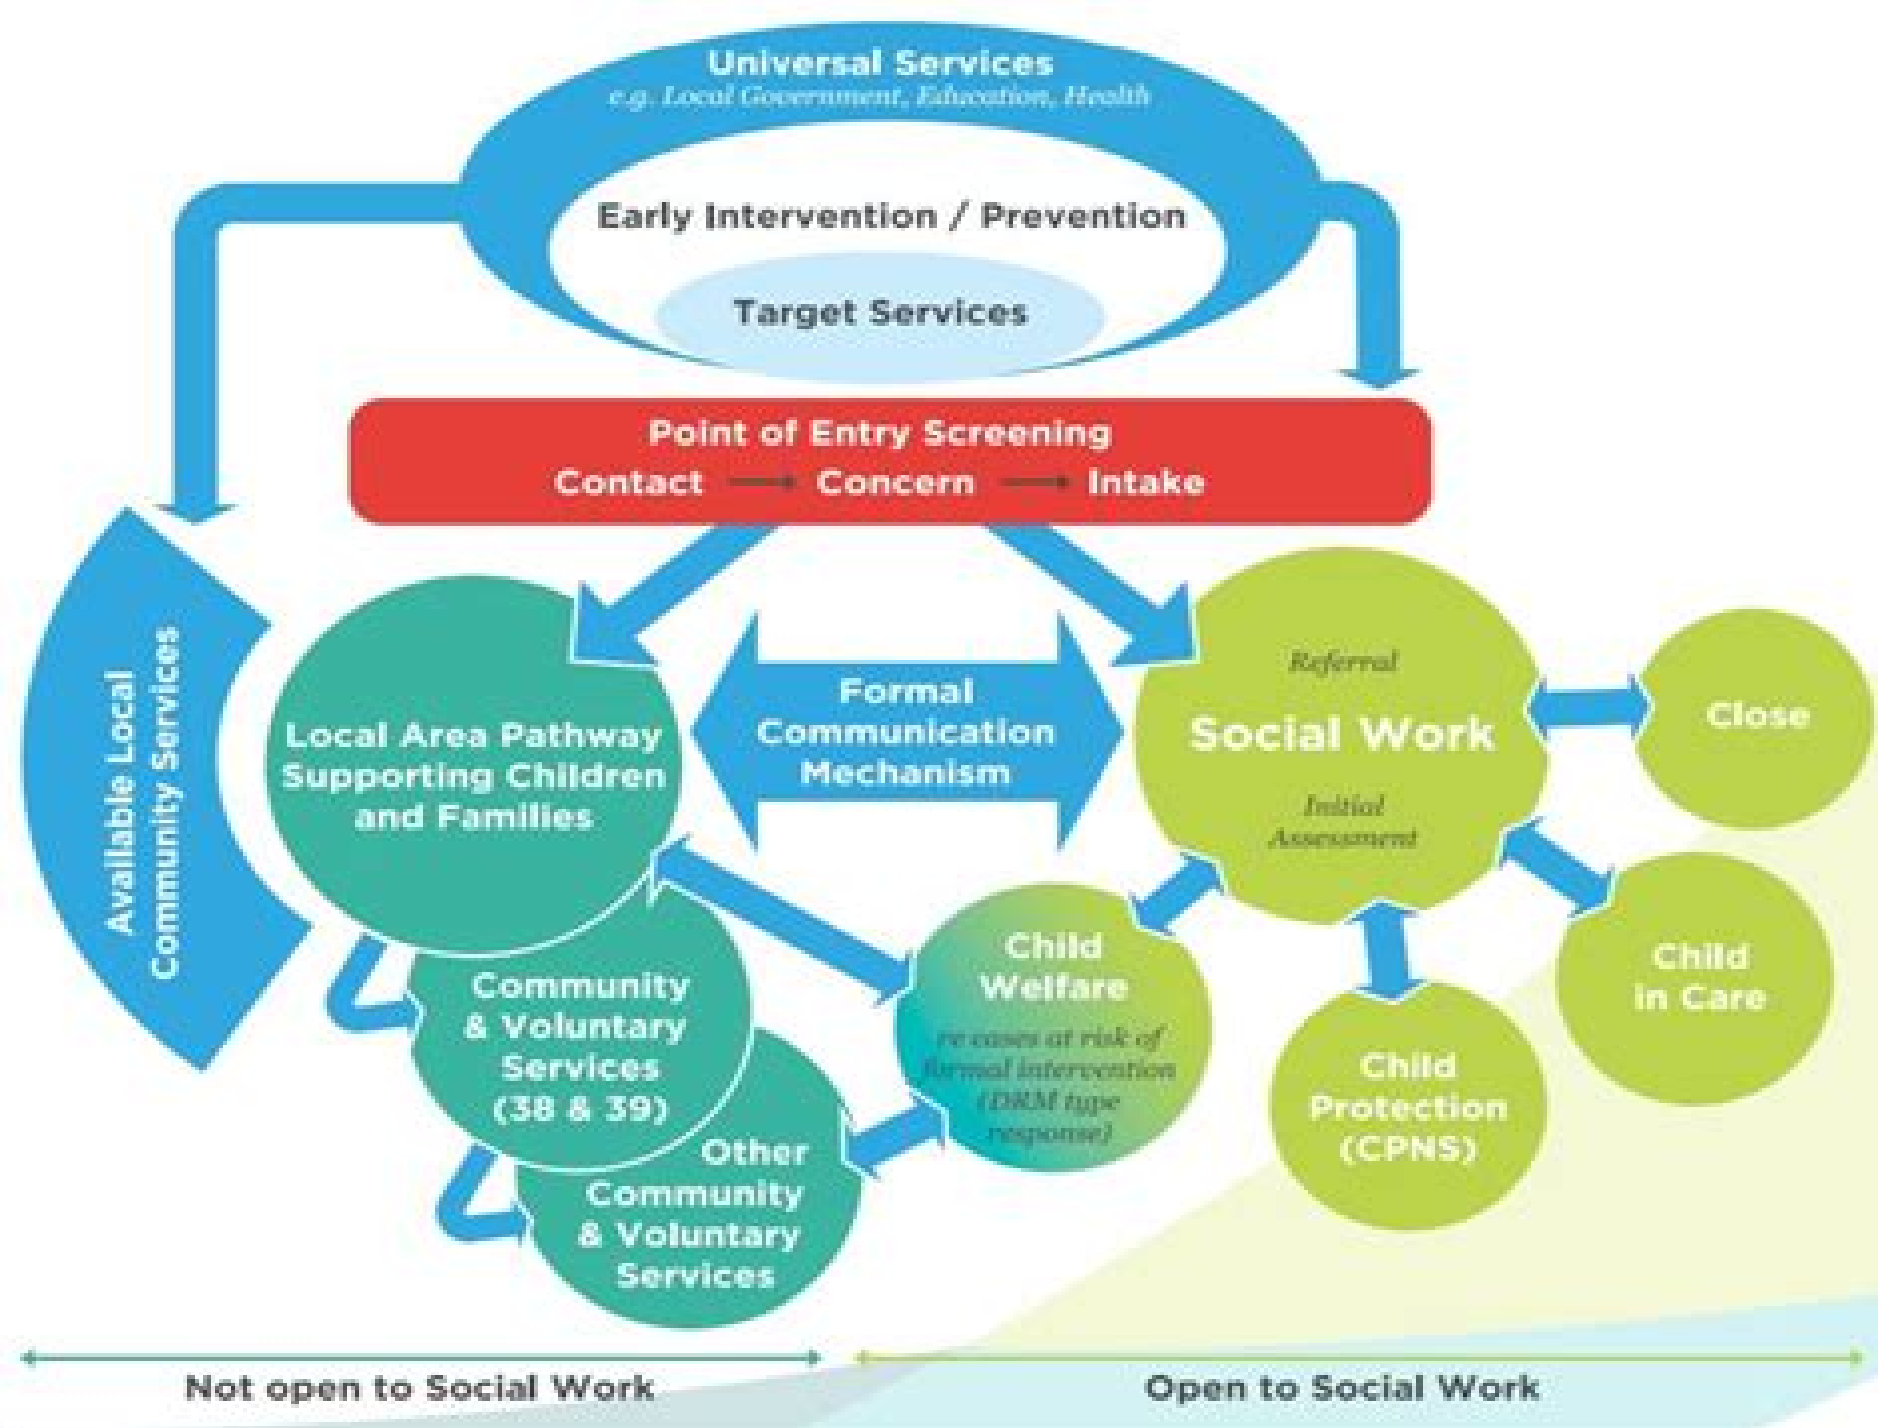 Universal Services
e.g. Local Government, Education, Health
Early Intervention / Prevention
Target Services
Point of Entry Screening
Contact
Concern
Intake
Available Local
Community Services
Local Area Pathway
Supporting Children
and Families
Formal
Communication
Mechanism
Referral
Social Work
Initial
Assessment
Close
Community
& Voluntary
Services
(38 & 39)
Other
Community
& Voluntary
Services
Child
Welfare
re cases at risk of
formal intervention
(DRM type
response)
Child
Protection
(CPNS)
Child
in Care
Not open to Social Work
Open to Social Work